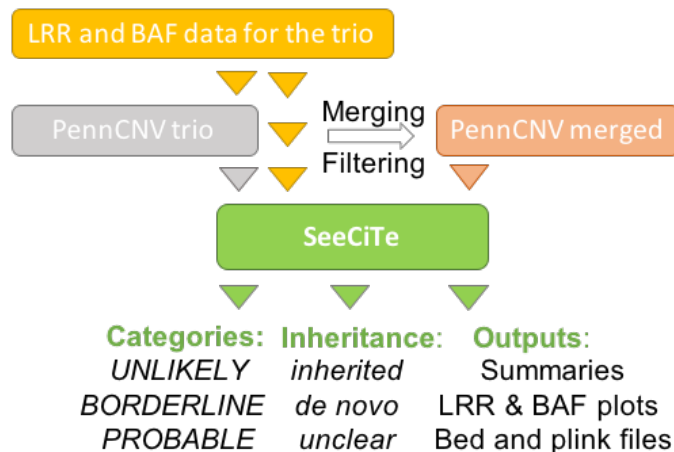 LRR and BAF data for the trio
PennCNV trio
Merging
Filtering
PennCNV merged
SeeCiTe
Categories: Inheritance: Outputs:
UNLIKELY inherited Summaries
BORDERLINE de novo LRR & BAF plots
PROBABLE unclear Bed and plink files